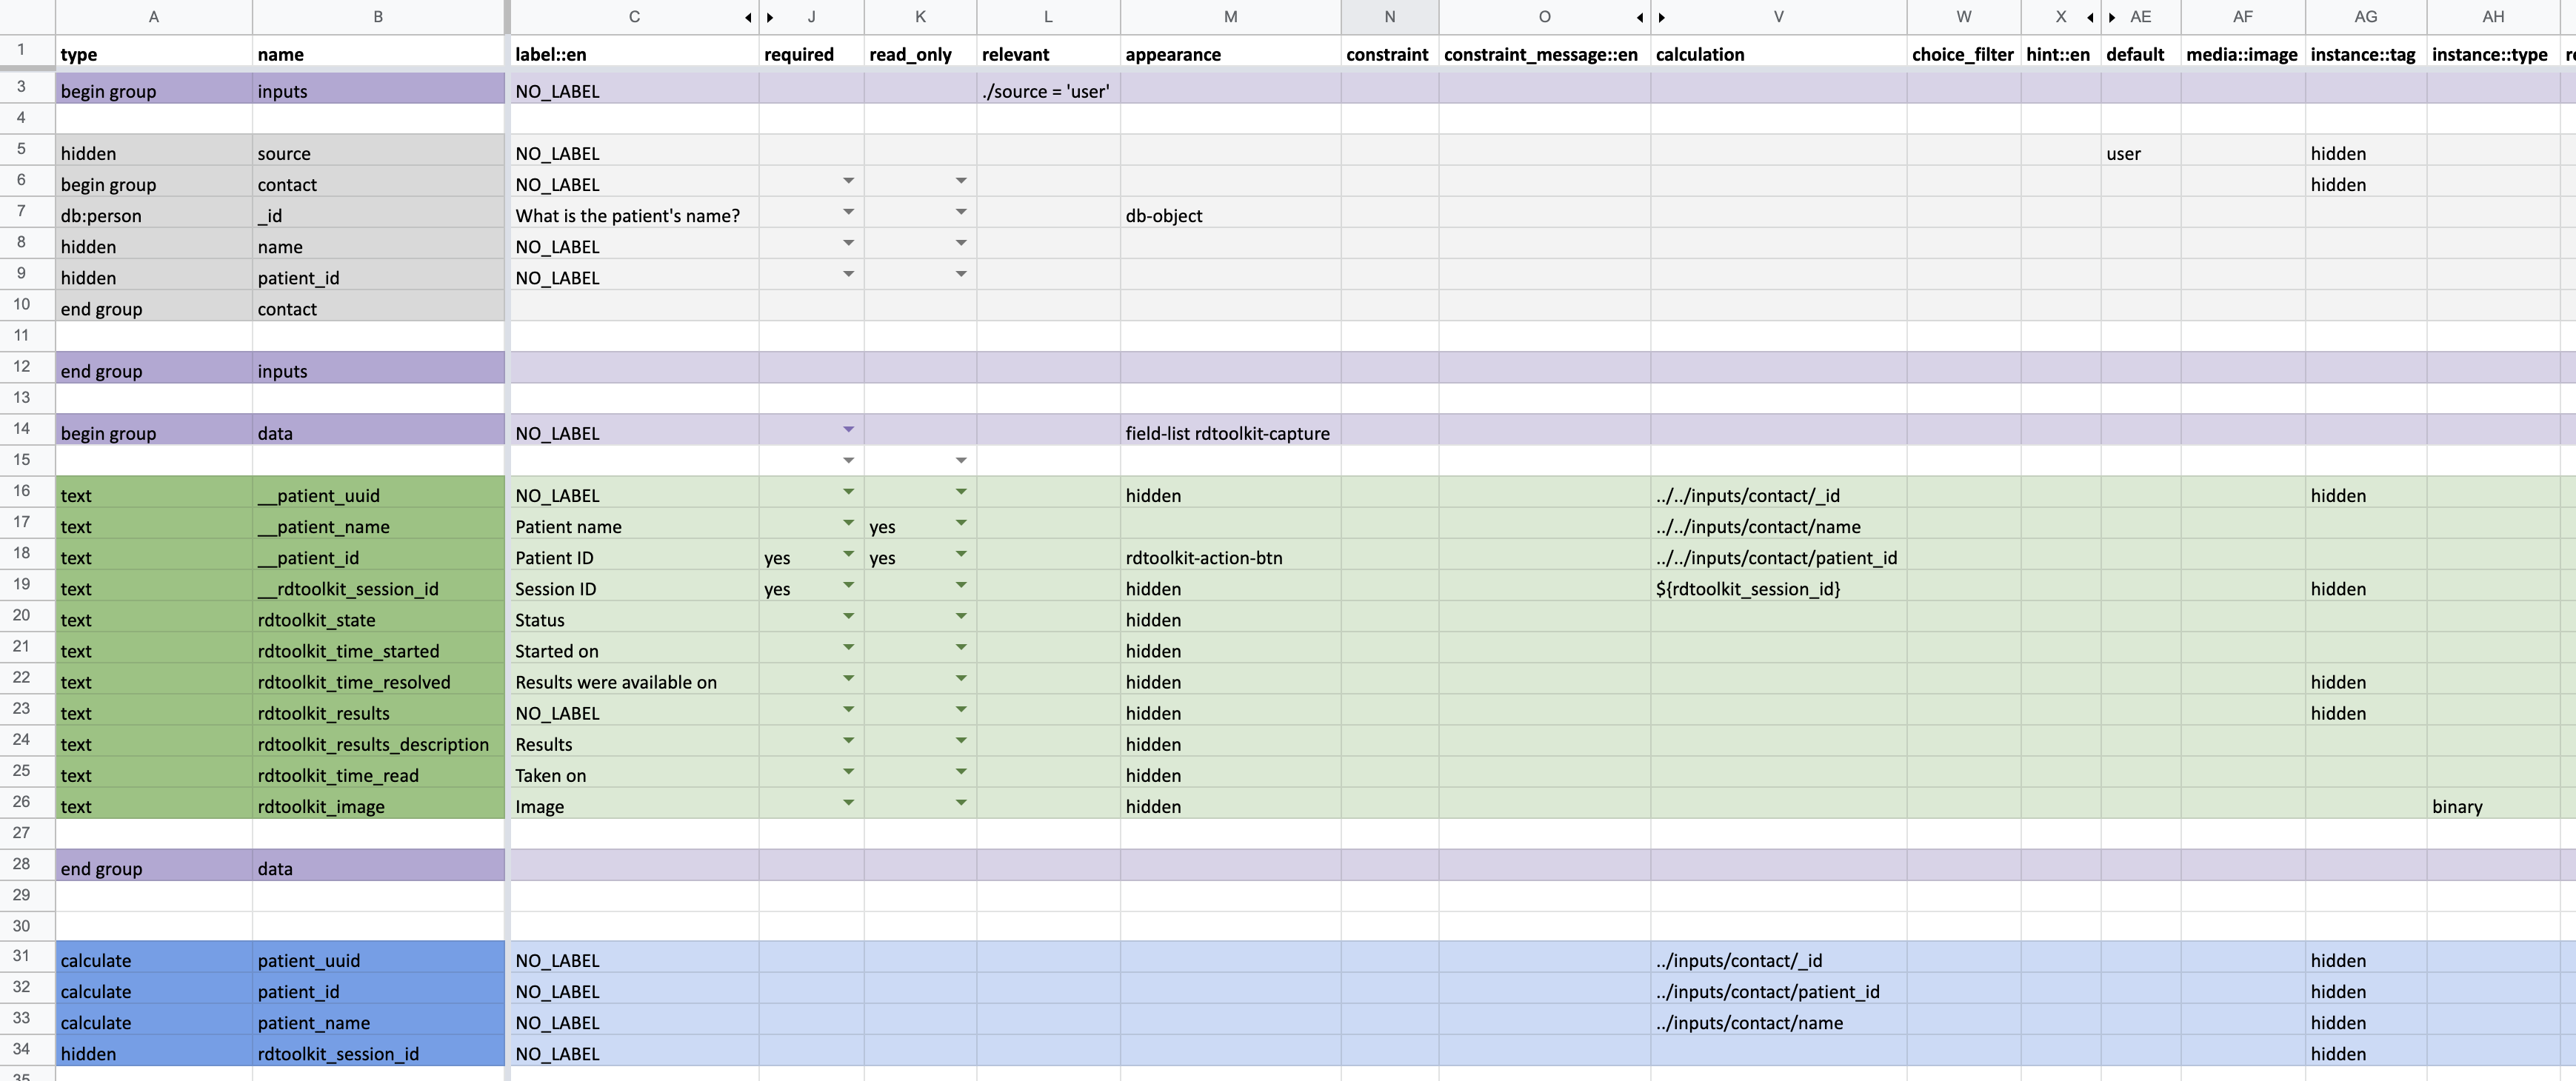 A B C J K L M N O V W X AE AF AG AH
1 type name label::en required read_only relevant appearance constraint constraint_message::en calculation choice_filter hint::en default media::image instance::tag instance::type
3 begin group inputs NO_LABEL ./source = 'user'
4
5 hidden source NO_LABEL user hidden
6 begin group contact NO_LABEL hidden
7 db:person _id What is the patient's name? db-object
8 hidden name NO_LABEL
9 hidden patient_id NO_LABEL
10 end group contact
11
12 end group inputs
13
14 begin group data NO_LABEL field-list rdtoolkit-capture
15
16 text __patient_uuid NO_LABEL hidden ../../inputs/contact/_id hidden
17 text __patient_name Patient name yes ../../inputs/contact/name
18 text __patient_id Patient ID yes yes rdtoolkit-action-btn ../../inputs/contact/patient_id
19 text __rdtoolkit_session_id Session ID yes hidden ${rdtoolkit_session_id} hidden
20 text rdtoolkit_state Status hidden
21 text rdtoolkit_time_started Started on hidden
22 text rdtoolkit_time_resolved Results were available on hidden hidden
23 text rdtoolkit_results NO_LABEL hidden hidden
24 text rdtoolkit_results_description Results hidden
25 text rdtoolkit_time_read Taken on hidden
26 text rdtoolkit_image Image hidden binary
27
28 end group data
29
30
31 calculate patient_uuid NO_LABEL ../inputs/contact/_id hidden
32 calculate patient_id NO_LABEL ../inputs/contact/patient_id hidden
33 calculate patient_name NO_LABEL ../inputs/contact/name hidden
34 hidden rdtoolkit_session_id NO_LABEL hidden
35